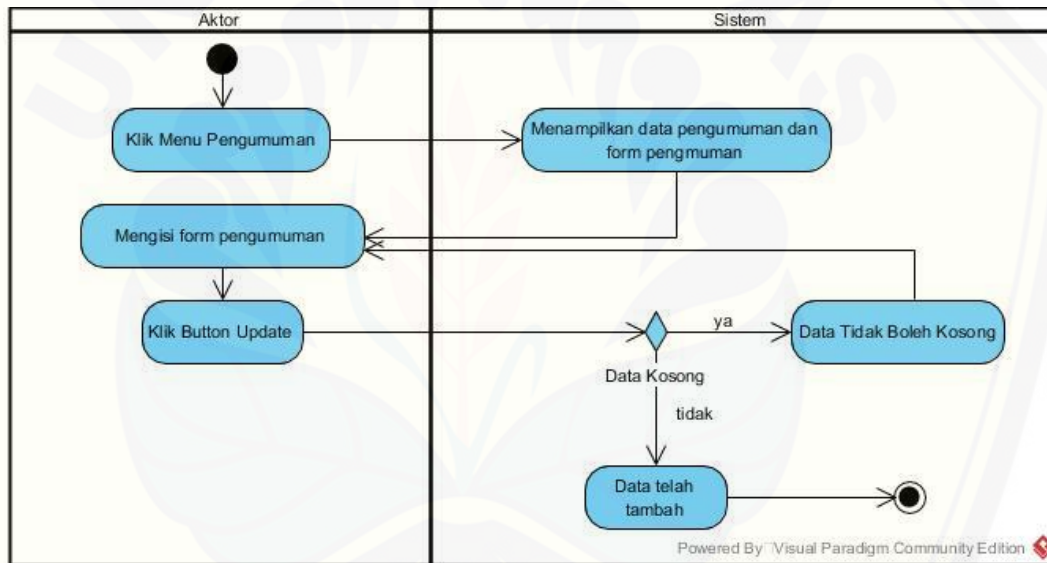 Aktor
Sistem
Klik Menu Pengumuman
Menampilkan data pengumuman dan
form pengmuman
Mengisi form pengumuman
Klik Button Update
ya
Data Tidak Boleh Kosong
Data Kosong
tidak
Data telah
tambah
Powered By Visual Paradigm Community Edition